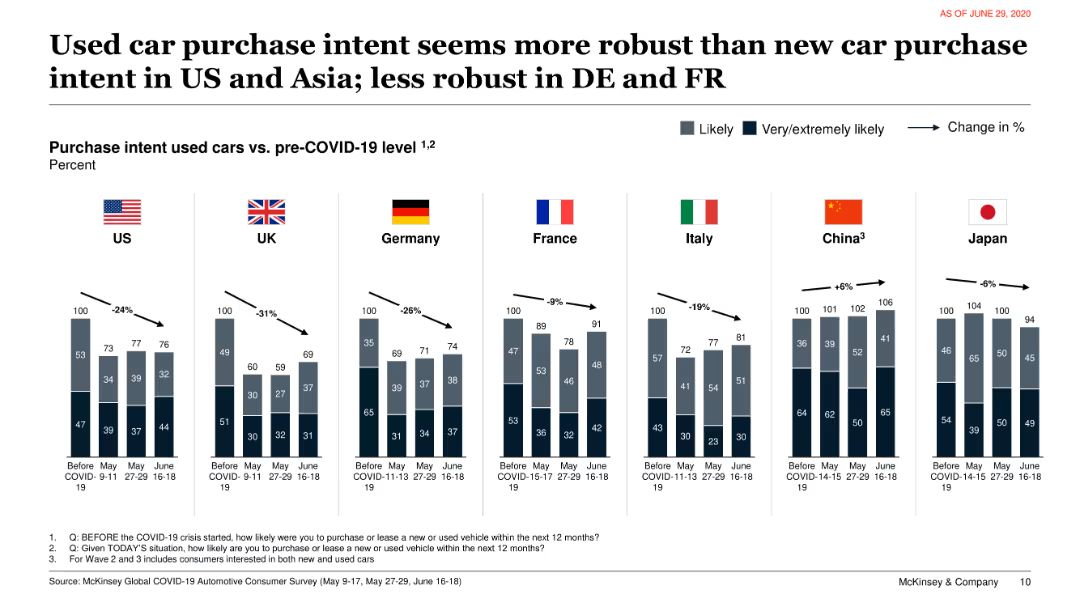 AS OF JUNE 29, 2020
Used car purchase intent seems more robust than new car purchase
intent in US and Asia; less robust in DE and FR
Likely
Very/extremely likely
Change in %
Purchase intent used cars vs. pre-COVID-19 level 1,2
Percent
US
UK
Germany
France
Italy
China3
Japan
-24%
100
73
77
76
53
34
39
32
47
39
37
44
Before
COVID-
19
May
9-11
May
27-29
June
16-18
-31%
100
60
59
69
49
30
27
37
51
30
32
31
Before
COVID-
19
May
9-11
May
27-29
June
16-18
-26%
100
69
71
74
35
39
37
38
65
31
34
37
Before
COVID-
19
May
11-13
May
27-29
June
16-18
-9%
100
89
78
91
47
53
46
48
53
36
32
42
Before
COVID-
19
May
15-17
May
27-29
June
16-18
-19%
100
72
77
81
57
41
54
51
43
30
23
30
Before
COVID-
19
May
11-13
May
27-29
June
16-18
+6%
100
101
102
106
36
39
52
41
64
62
50
65
Before
COVID-
19
May
14-15
May
27-29
June
16-18
-6%
100
104
100
94
46
65
50
45
54
39
50
49
Before
COVID-
19
May
14-15
May
27-29
June
16-18
1. Q: BEFORE the COVID-19 crisis started, how likely were you to purchase or lease a new or used vehicle within the next 12 months?
2. Q: Given TODAY'S situation, how likely are you to purchase or lease a new or used vehicle within the next 12 months?
3. For Wave 2 and 3 includes consumers interested in both new and used cars
Source: McKinsey Global COVID-19 Automotive Consumer Survey (May 9-17, May 27-29, June 16-18)
McKinsey & Company 10